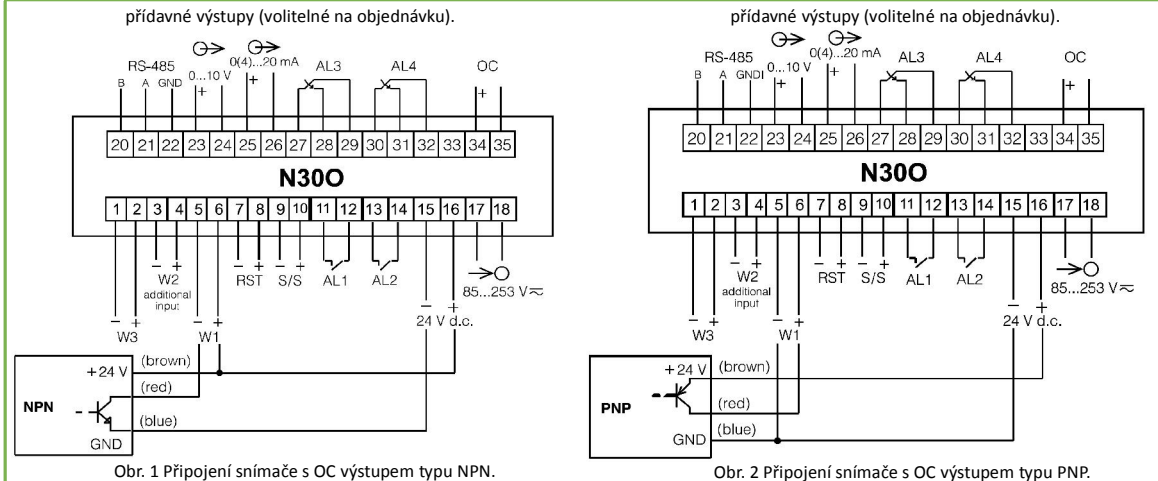 přídavné výstupy (volitelné na objednávku).
RS-485 0...10 V 0(4)...20 mA AL3 AL4 OC
B A GND + + +
20 21 22 23 24 25 26 27 28 29 30 31 32 33 34 35
N30O
1 2 3 4 5 6 7 8 9 10 11 12 13 14 15 16 17 18
− + − + − +
W2 RST S/S AL1 AL2
additional
input
85...253 V
− + − + − +
W3 W1 24 V d.c.
+24 V (brown)
(red)
NPN
(blue)
GND
Obr. 1 Připojení snímače s OC výstupem typu NPN.
přídavné výstupy (volitelné na objednávku).
RS-485 0...10 V 0(4)...20 mA AL3 AL4 OC
B A GNDI + + +
20 21 22 23 24 25 26 27 28 29 30 31 32 33 34 35
N30O
1 2 3 4 5 6 7 8 9 10 11 12 13 14 15 16 17 18
− + − + − +
W2 RST S/S AL1 AL2
additional
input
85...253 V
− + − + − +
W3 W1 24 V d.c.
+24 V (brown)
PNP
(red)
GND (blue)
Obr. 2 Připojení snímače s OC výstupem typu PNP.